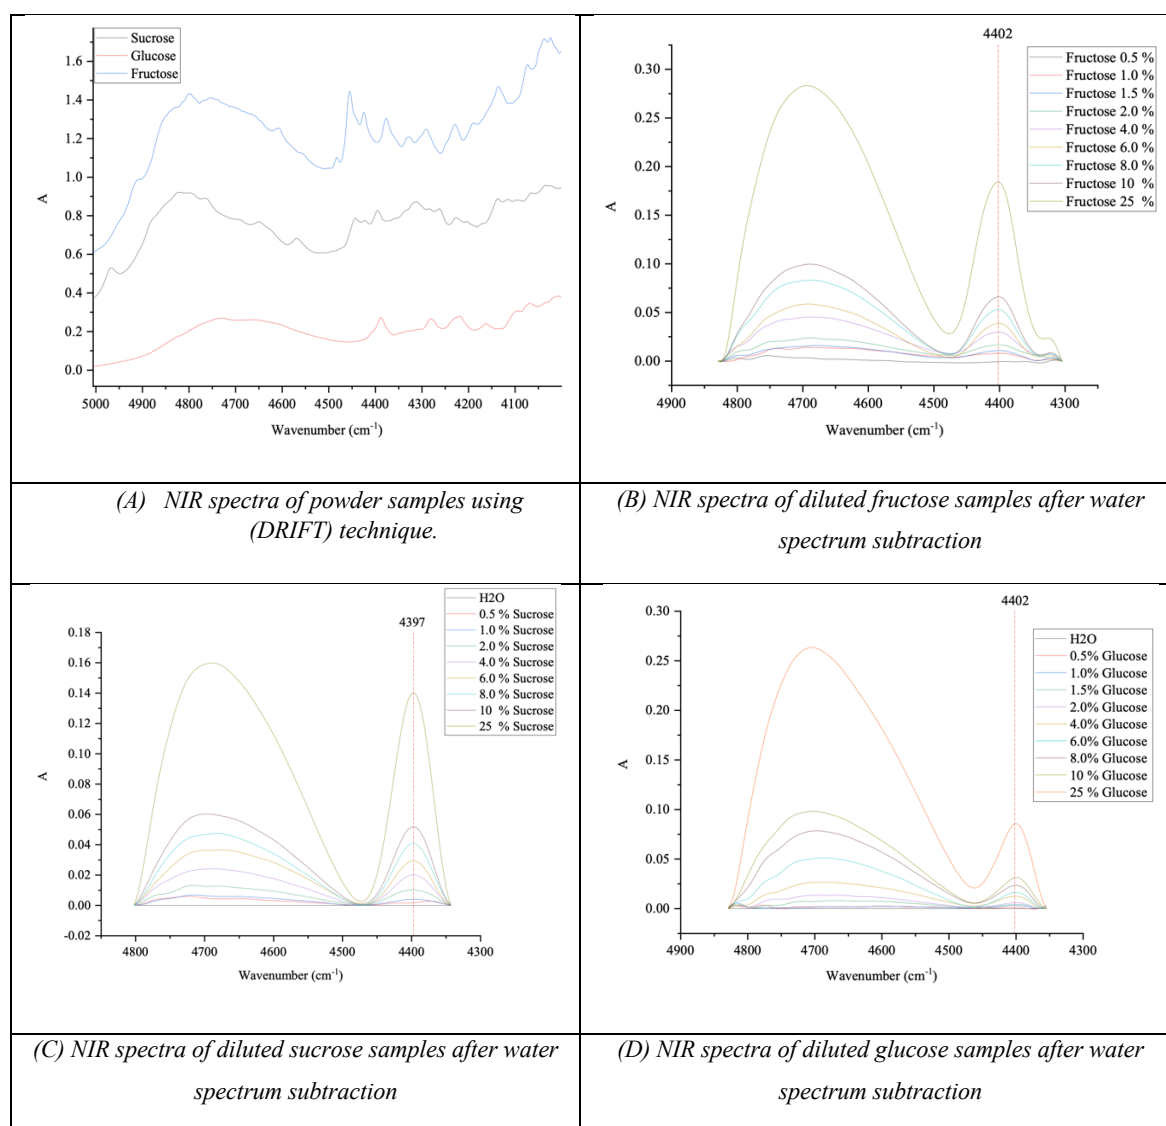 Sucrose
Glucose
Fructose
1.6
1.4
1.2
1.0
0.8
0.6
0.4
0.2
0.0
A
5000 4800 4700 4600 4500 4400 4300 4200 4100
Wavenumber (cm-1)
(A) NIR spectra of powder samples using
(DRIFT) technique.
4402
Fructose 0.5 %
Fructose 1.0 %
Fructose 1.5 %
Fructose 2.0 %
Fructose 4.0 %
Fructose 6.0 %
Fructose 8.0 %
Fructose 10 %
Fructose 25 %
0.30
0.25
0.20
0.15
0.10
0.05
0.00
A
4900 4800 4700 4600 4500 4400 4300
Wavenumber (cm-1)
(B) NIR spectra of diluted fructose samples after water
spectrum subtraction
H2O
0.5 % Sucrose
1.0 % Sucrose
2.0 % Sucrose
4.0 % Sucrose
6.0 % Sucrose
8.0 % Sucrose
10 % Sucrose
25 % Sucrose
4397
0.18
0.16
0.14
0.12
0.10
0.08
0.06
0.04
0.02
0.00
-0.02
A
4800 4700 4600 4500 4400 4300
Wavenumber (cm-1)
(C) NIR spectra of diluted sucrose samples after water
spectrum subtraction
4402
H2O
0.5% Glucose
1.0% Glucose
1.5% Glucose
2.0% Glucose
4.0% Glucose
6.0% Glucose
8.0% Glucose
10 % Glucose
25 % Glucose
0.30
0.25
0.20
0.15
0.10
0.05
0.00
A
4900 4800 4700 4600 4500 4400 4300
Wavenumber (cm-1)
(D) NIR spectra of diluted glucose samples after water
spectrum subtraction